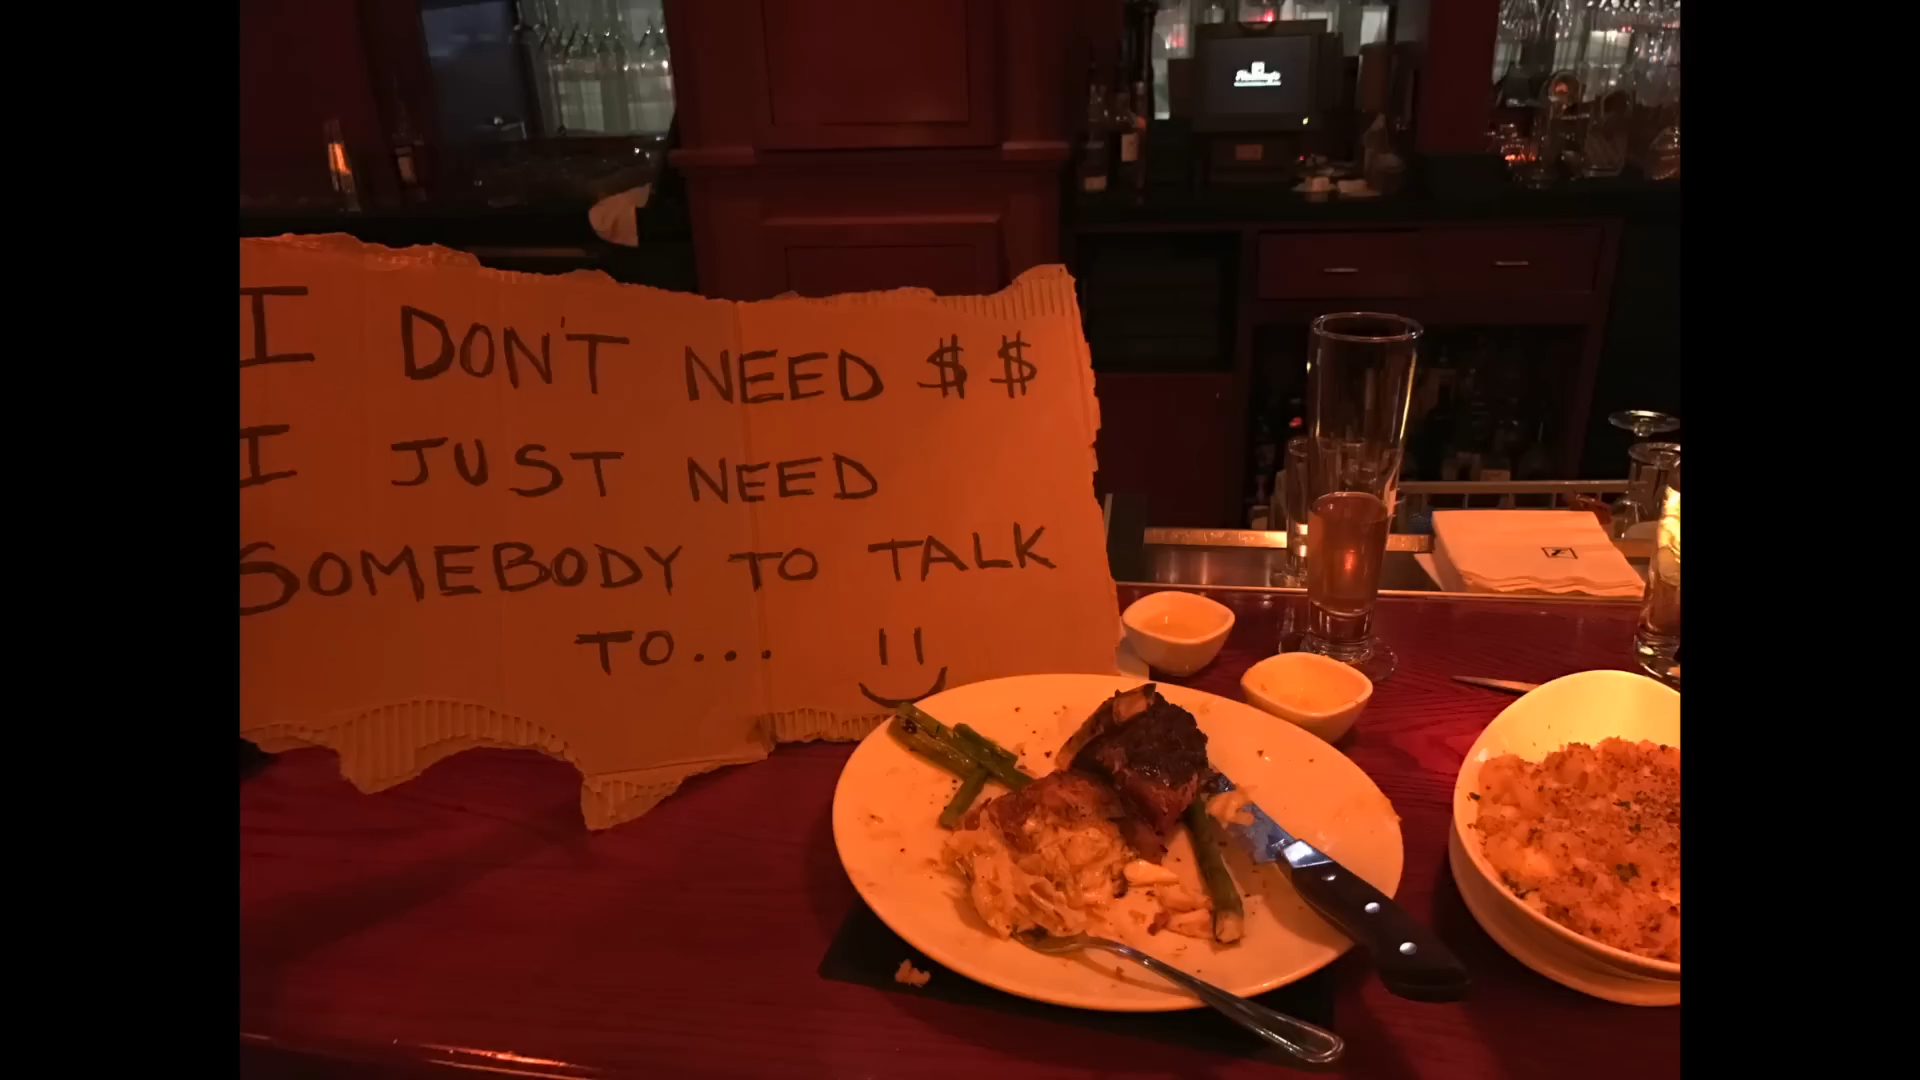 I DON'T NEED $$
I JUST NEED
SOMEBODY TO TALK
TO...